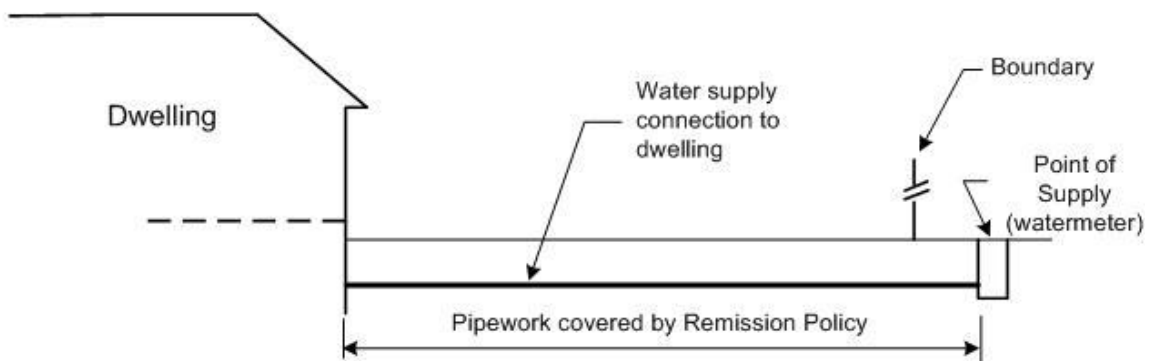 Dwelling
Water supply
connection to
dwelling
Boundary
Point of
Supply
(watermeter)
Pipework covered by Remission Policy